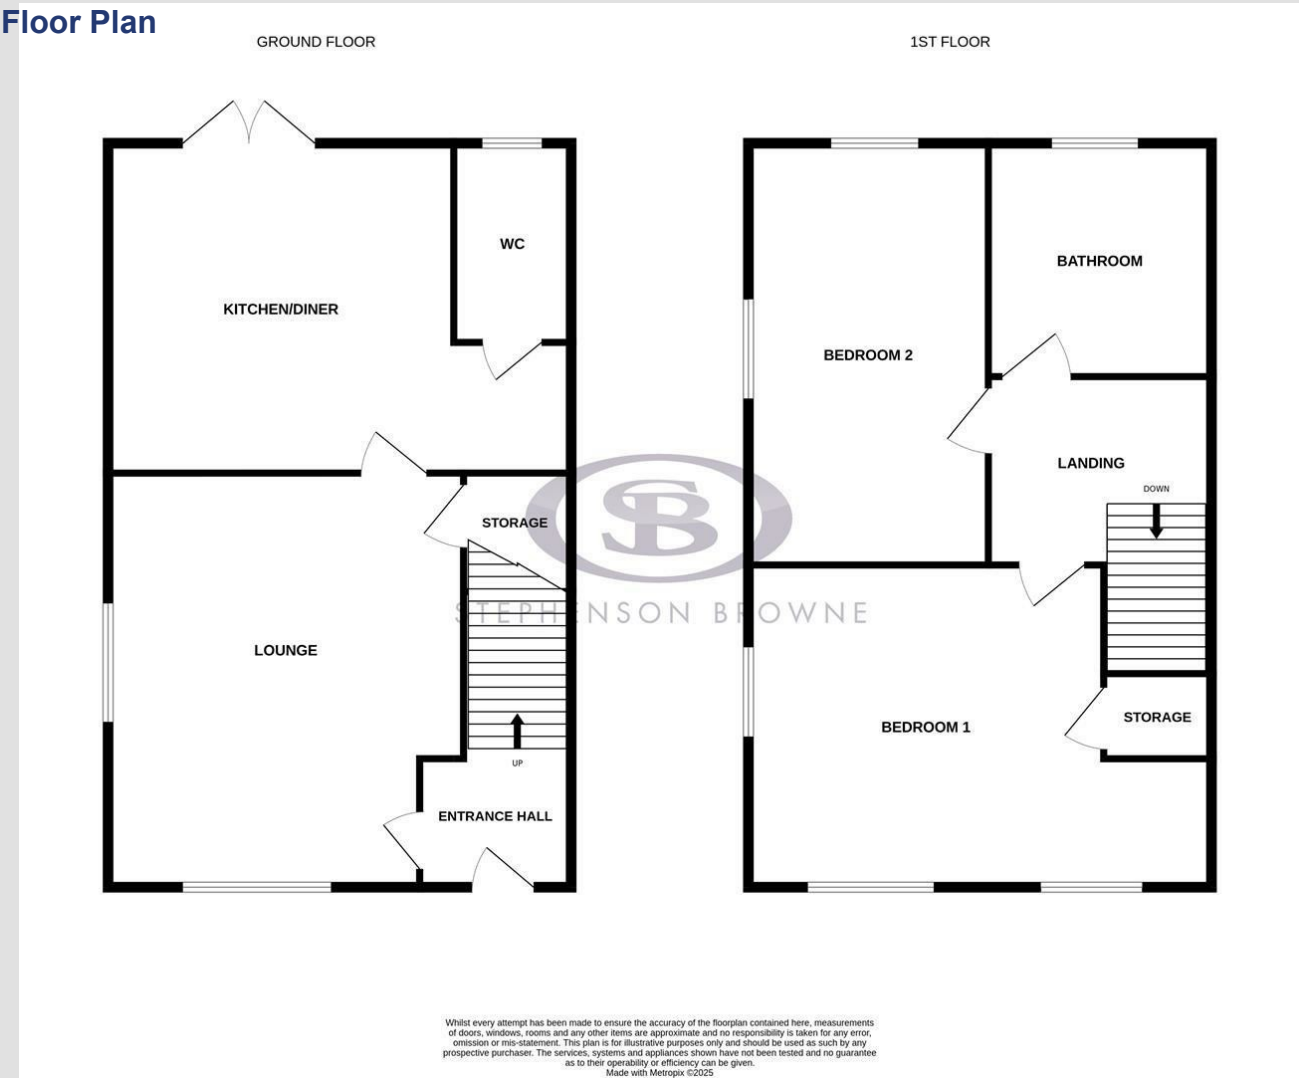 Floor Plan
GROUND FLOOR
1ST FLOOR
WC
KITCHEN/DINER
STORAGE
LOUNGE
UP
ENTRANCE HALL
BATHROOM
BEDROOM 2
LANDING
DOWN
BEDROOM 1
STORAGE
SB
STEPHENSON BROWNE
Whilst every attempt has been made to ensure the accuracy of the floorplan contained here, measurements
of doors, windows, rooms and any other items are approximate and no responsibility is taken for any error,
omission or mis-statement. This plan is for illustrative purposes only and should be used as such by any
prospective purchaser. The services, systems and appliances shown have not been tested and no guarantee
as to their operability or efficiency can be given.
Made with Metropix ©2025